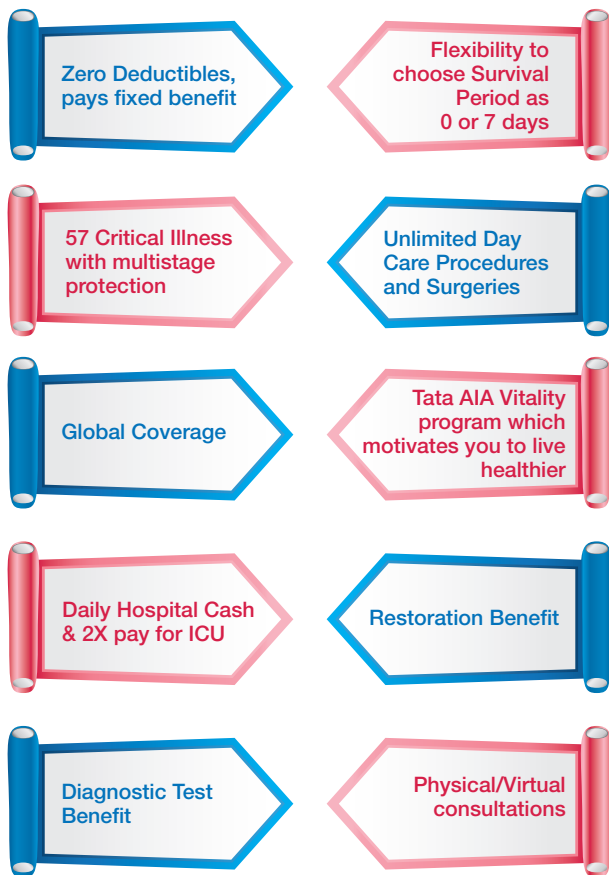 Zero Deductibles,
pays fixed benefit
Flexibility to
choose Survival
Period as
0 or 7 days
57 Critical Illness
with multistage
protection
Unlimited Day
Care Procedures
and Surgeries
Global Coverage
Tata AIA Vitality
program which
motivates you to live
healthier
Daily Hospital Cash
& 2X pay for ICU
Restoration Benefit
Diagnostic Test
Benefit
Physical/Virtual
consultations